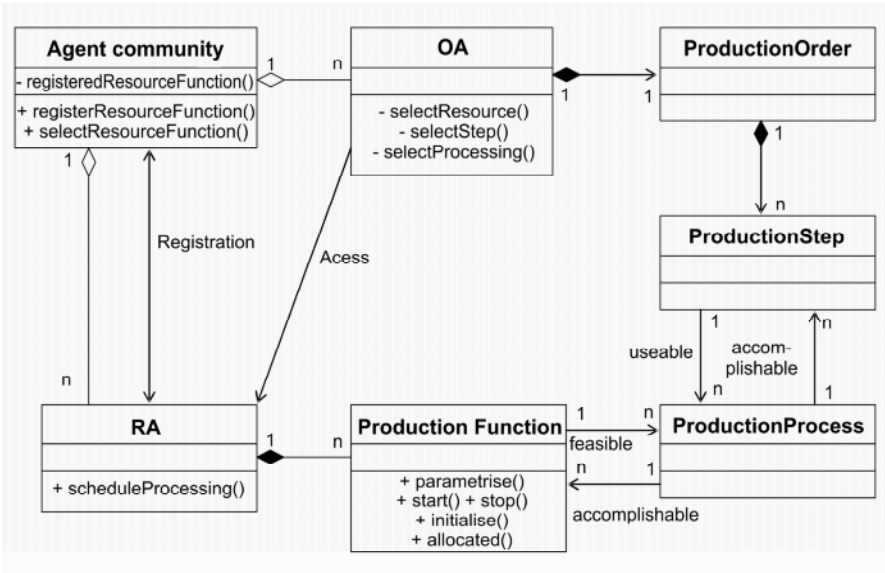 Agent community
- registeredResourceFunction()
+ registerResourceFunction()
+ selectResourceFunction()
1
n
OA
- selectResource()
- selectStep()
- selectProcessing()
1
1
ProductionOrder
1
n
ProductionStep
1
Registration
Acess
1
useable
n
n
accom-
plishable
1
n
RA
+ scheduleProcessing()
1
n
Production Function
+ parametrise()
+ start() + stop()
+ initialise()
+ allocated()
1
n
feasible
n
1
accomplishable
ProductionProcess